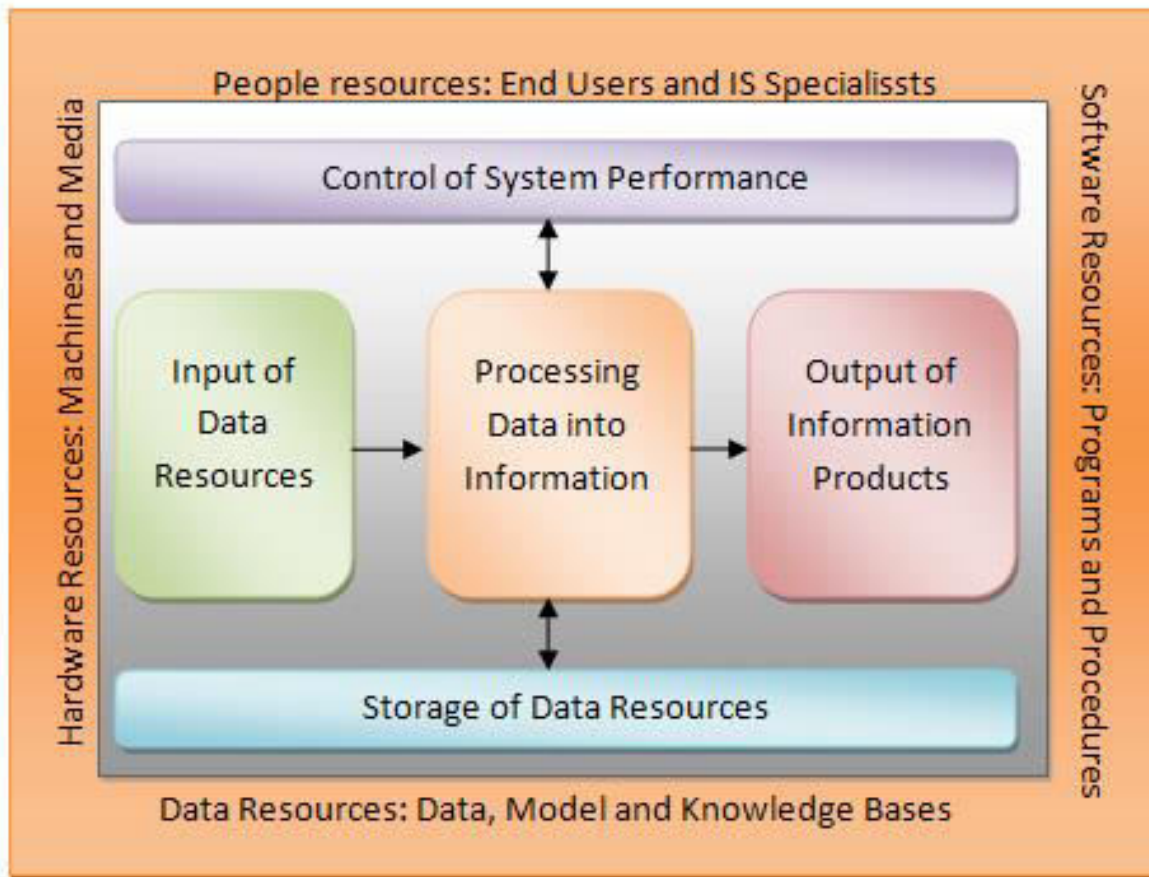 People resources: End Users and IS Specialissts
Hardware Resources: Machines and Media
Software Resources: Programs and Procedures
Control of System Performance
Input of
Data
Resources
Processing
Data into
Information
Output of
Information
Products
Storage of Data Resources
Data Resources: Data, Model and Knowledge Bases